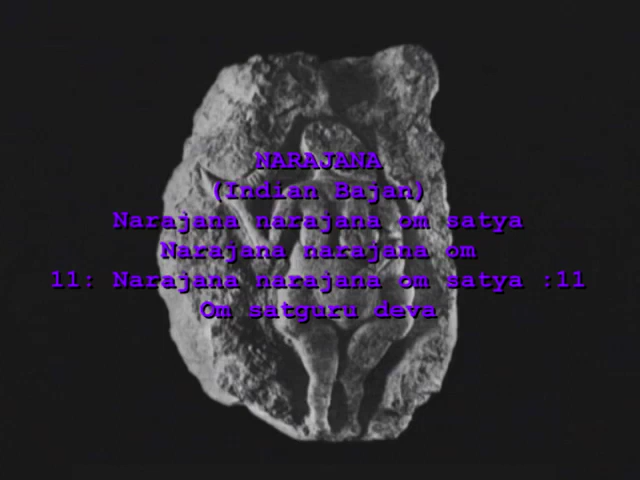 NARAJANA
(Indian Bajan)
Narajana narajana om satya
Narajana narajana om
11: Narajana narajana om satya :11
Om satguru deva